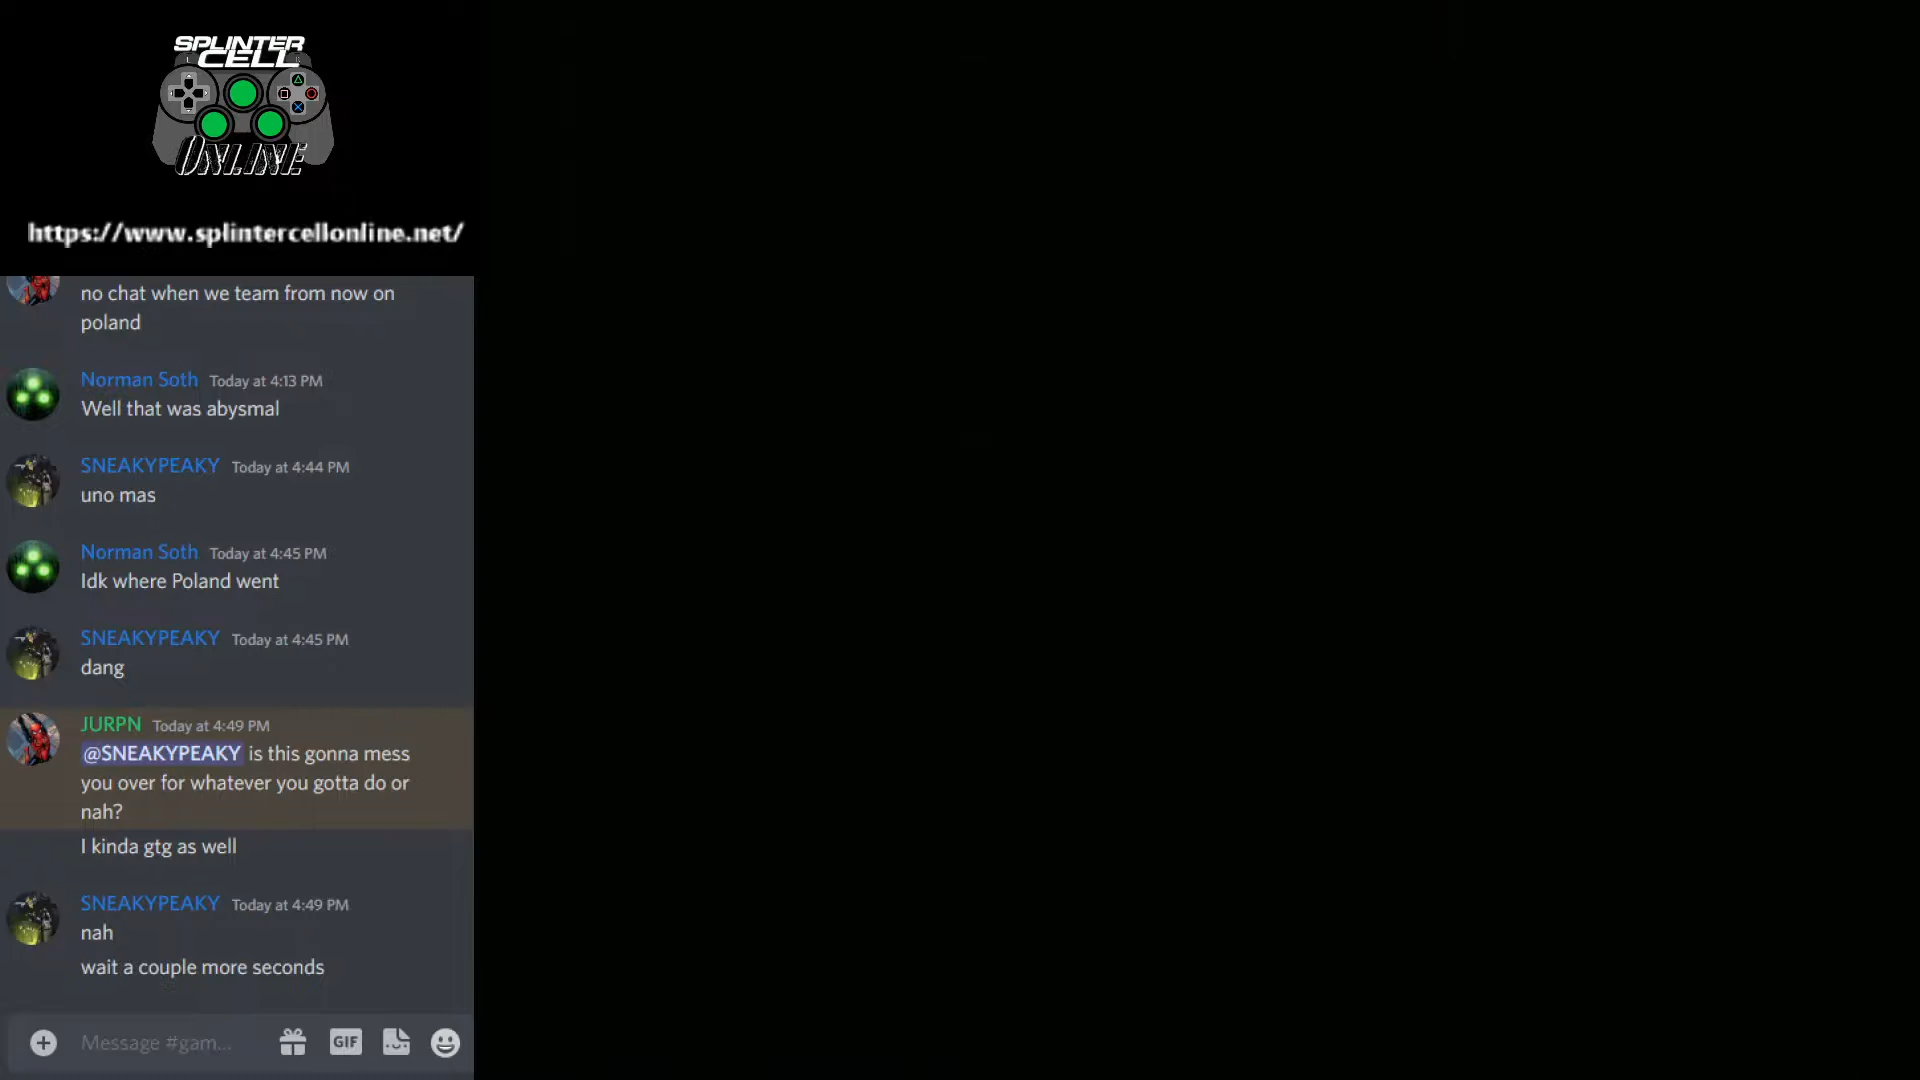 SPLINTER
CELL
ONLINE
https://www.splintercellonline.net/
no chat when we team from now on
poland
Norman Soth Today at 4:13 PM
Well that was abysmal
SNEAKYPEAKY Today at 4:44 PM
uno mas
Norman Soth Today at 4:45 PM
Idk where Poland went
SNEAKYPEAKY Today at 4:45 PM
dang
JURPN Today at 4:49 PM
@SNEAKYPEAKY is this gonna mess
you over for whatever you gotta do or
nah?
I kinda gtg as well
SNEAKYPEAKY Today at 4:49 PM
nah
wait a couple more seconds
Message #gam...
GIF